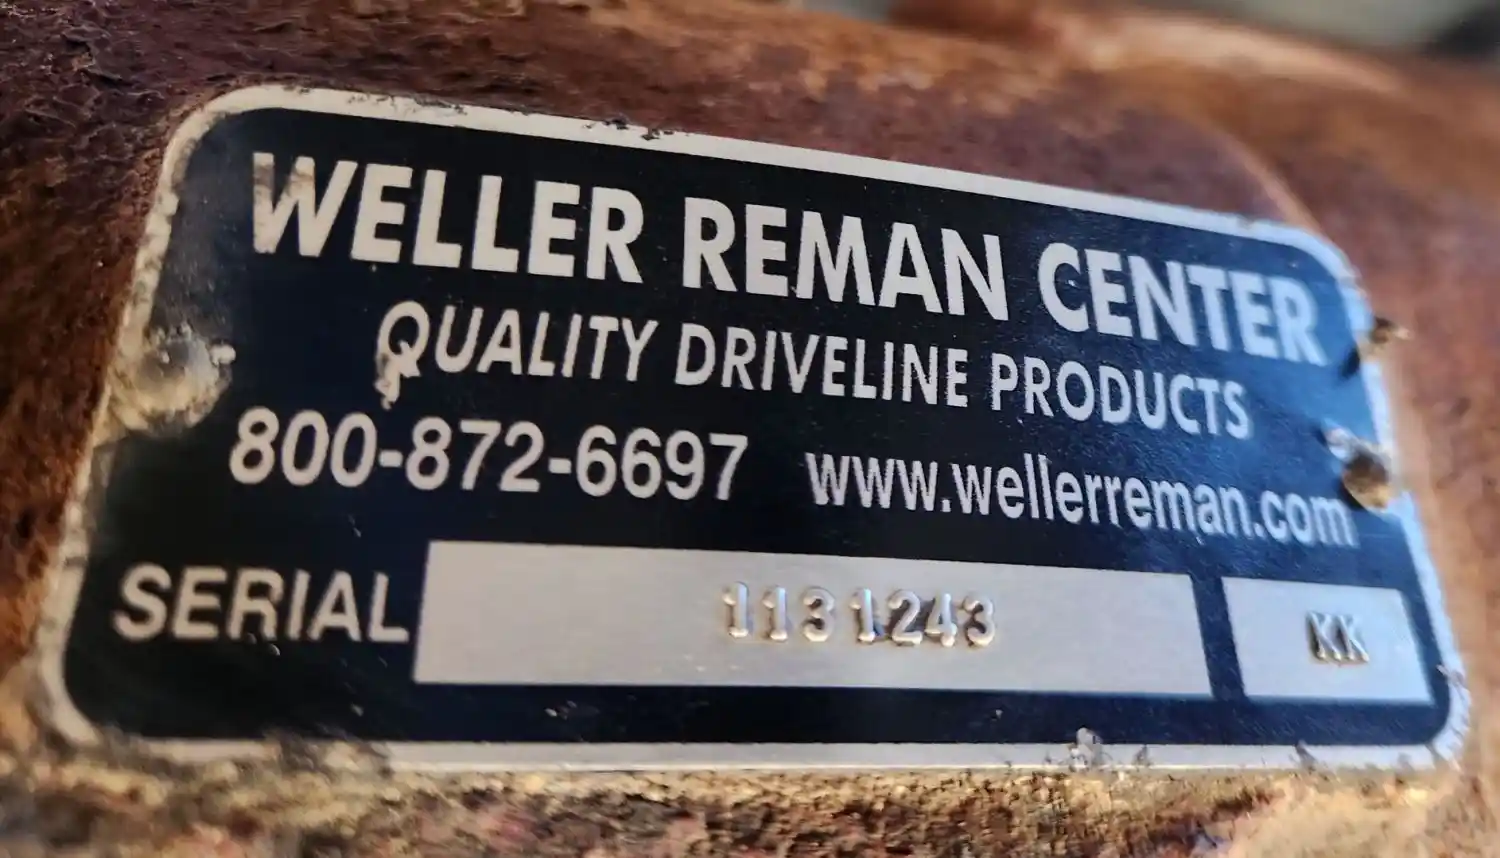 WELLER REMAN CENTER
QUALITY DRIVELINE PRODUCTS
800-872-6697 www.wellerreman.com
SERIAL 1131243 KK